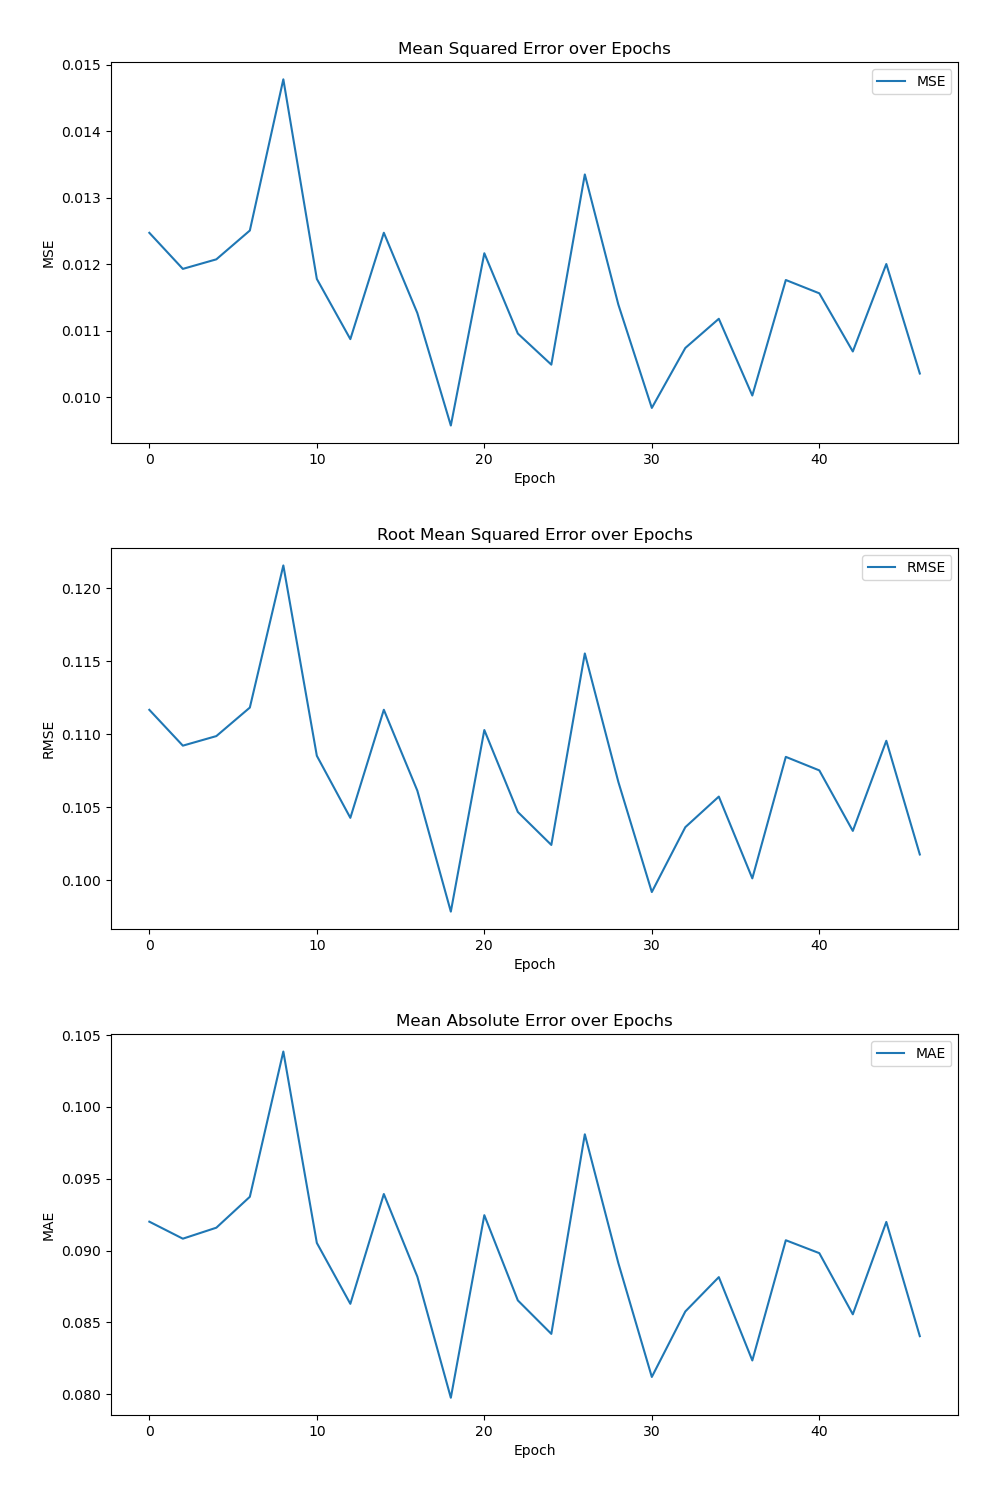 Mean Squared Error over Epochs
MSE
0.015
0.014
0.013
0.012
0.011
0.010
MSE
0 10 20 30 40
Epoch
Root Mean Squared Error over Epochs
RMSE
0.120
0.115
0.110
0.105
0.100
RMSE
0 10 20 30 40
Epoch
Mean Absolute Error over Epochs
MAE
0.105
0.100
0.095
0.090
0.085
0.080
MAE
0 10 20 30 40
Epoch